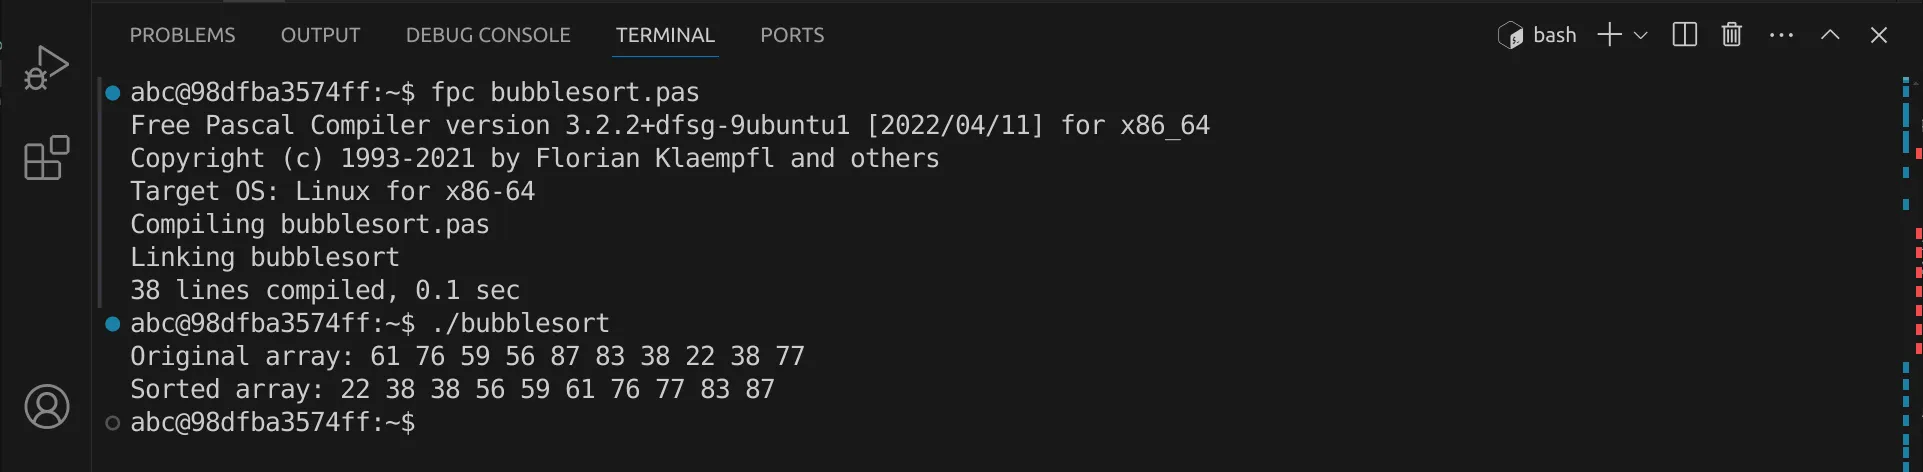 PROBLEMS OUTPUT DEBUG CONSOLE TERMINAL PORTS bash
abc@98dfba3574ff:~$ fpc bubblesort.pas
Free Pascal Compiler version 3.2.2+dfsg-9ubuntu1 [2022/04/11] for x86_64
Copyright (c) 1993-2021 by Florian Klaempfl and others
Target OS: Linux for x86-64
Compiling bubblesort.pas
Linking bubblesort
38 lines compiled, 0.1 sec
abc@98dfba3574ff:~$ ./bubblesort
Original array: 61 76 59 56 87 83 38 22 38 77
Sorted array: 22 38 38 56 59 61 76 77 83 87
abc@98dfba3574ff:~$